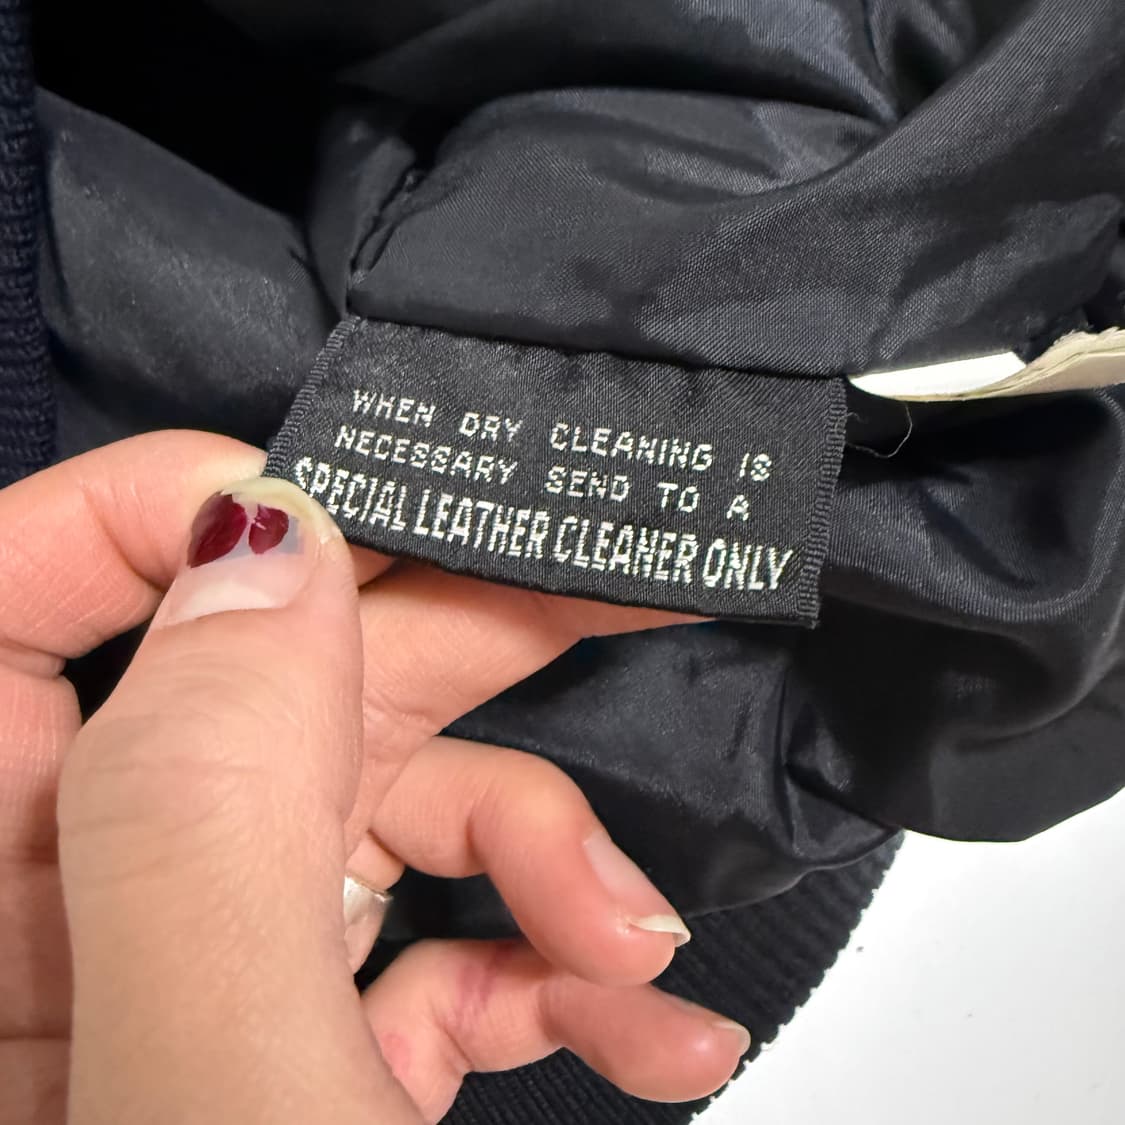 WHEN DRY CLEANING IS
NECESSARY SEND TO A
SPECIAL LEATHER CLEANER ONLY